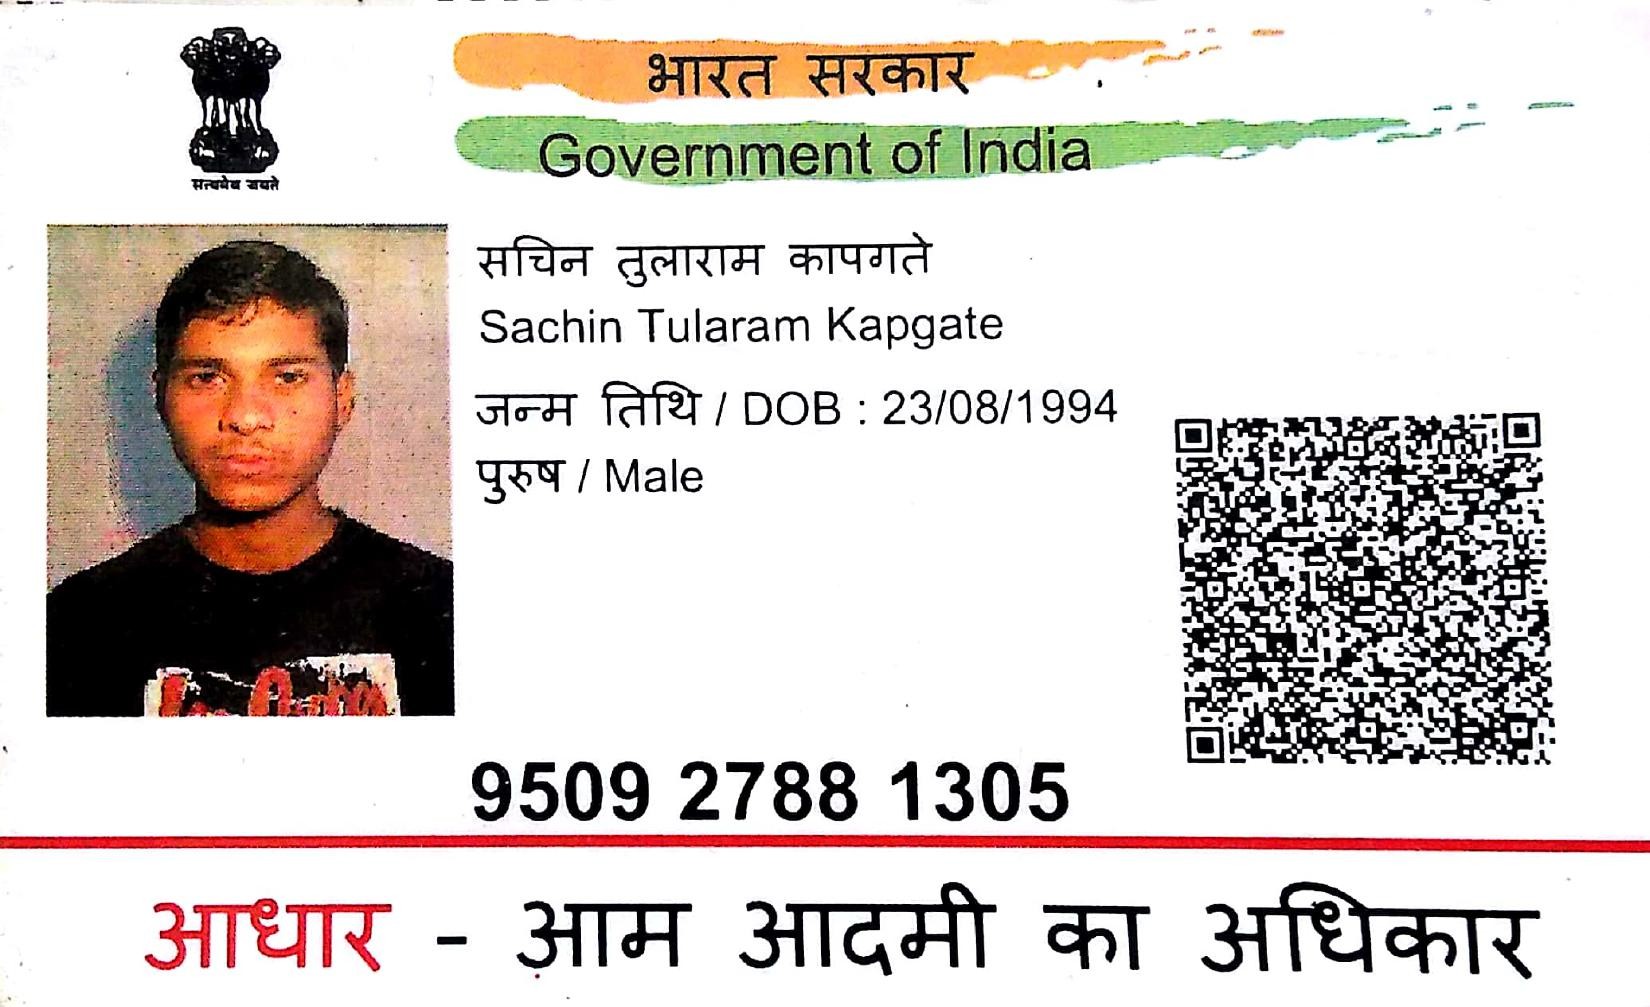 भारत सरकार
Government of India
सत्यमेव जयते
सचिन तुलाराम कापगते
Sachin Tularam Kapgate
जन्म तिथि / DOB : 23/08/1994
पुरुष / Male
9509 2788 1305
आधार - आम आदमी का अधिकार